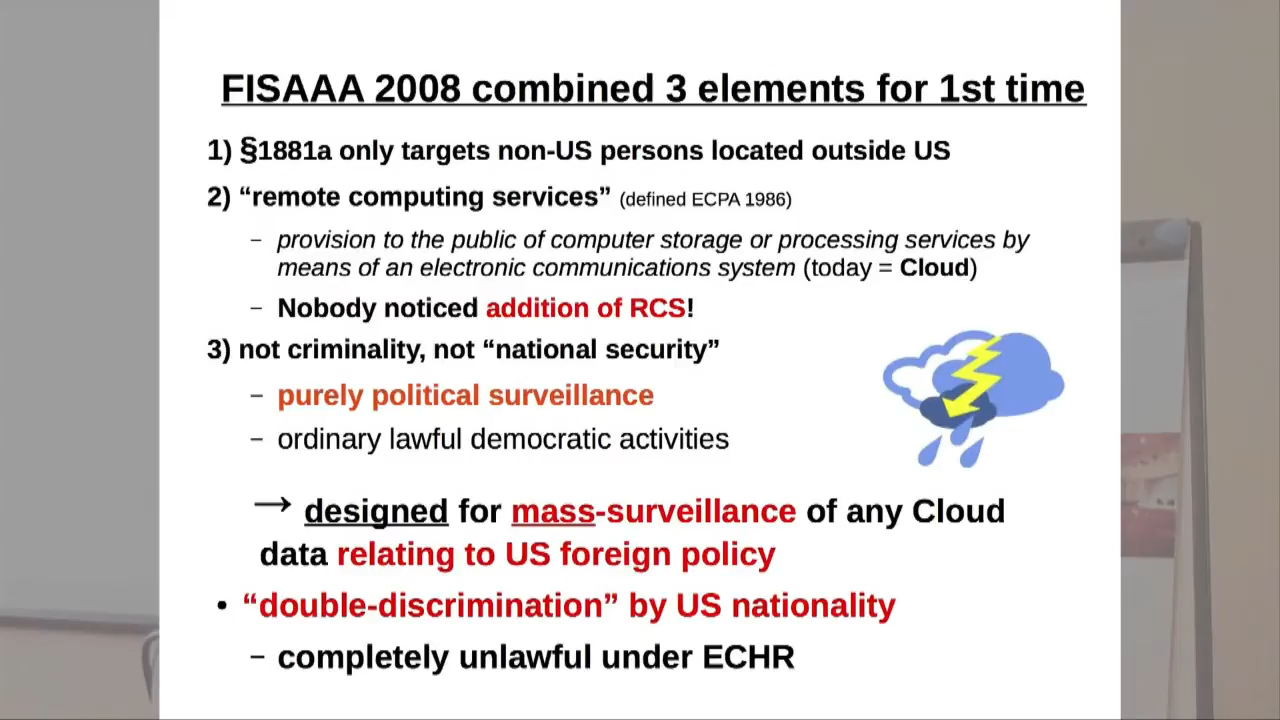 FISAAA 2008 combined 3 elements for 1st time
1) §1881a only targets non-US persons located outside US
2) “remote computing services” (defined ECPA 1986)
– provision to the public of computer storage or processing services by
means of an electronic communications system (today = Cloud)
– Nobody noticed addition of RCS!
3) not criminality, not “national security”
– purely political surveillance
– ordinary lawful democratic activities
→ designed for mass-surveillance of any Cloud
data relating to US foreign policy
• “double-discrimination” by US nationality
– completely unlawful under ECHR